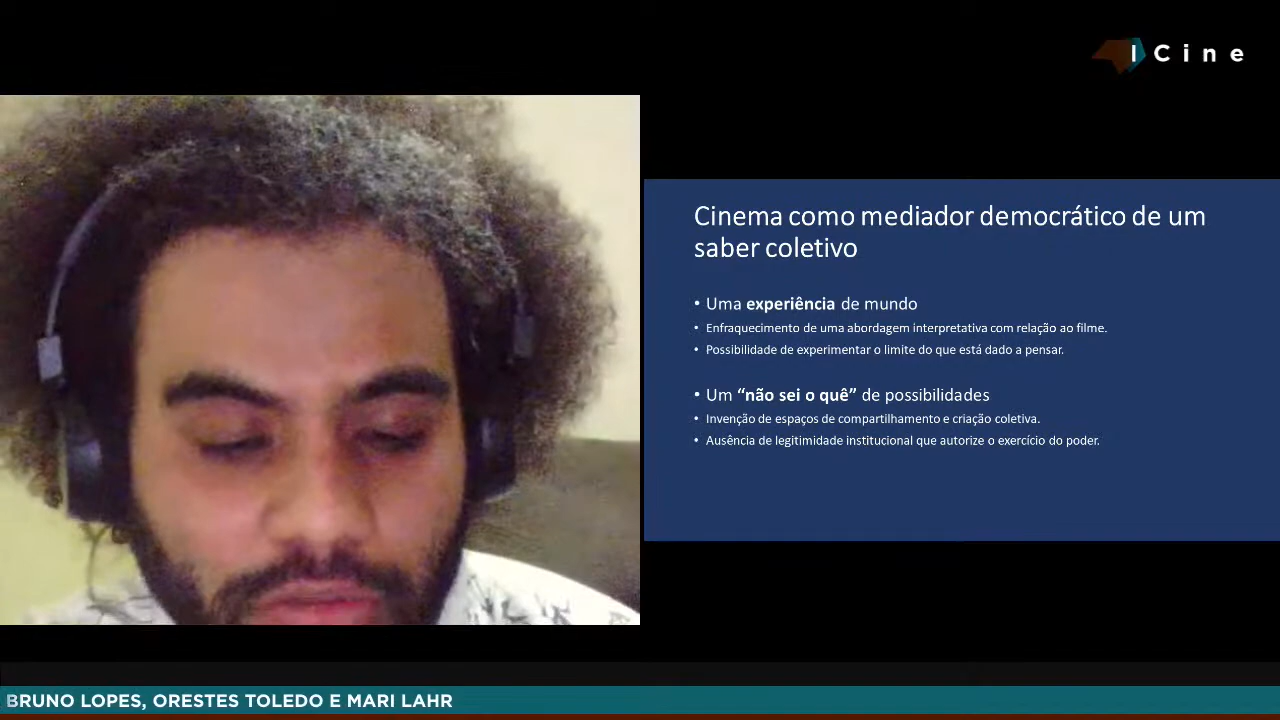 I Cine
Cinema como mediador democrático de um
saber coletivo
• Uma experiência de mundo
• Enfraquecimento de uma abordagem interpretativa com relação ao filme.
• Possibilidade de experimentar o limite do que está dado a pensar.
• Um “não sei o quê” de possibilidades
• Invenção de espaços de compartilhamento e criação coletiva.
• Ausência de legitimidade institucional que autorize o exercício do poder.
BRUNO LOPES, ORESTES TOLEDO E MARI LAHR